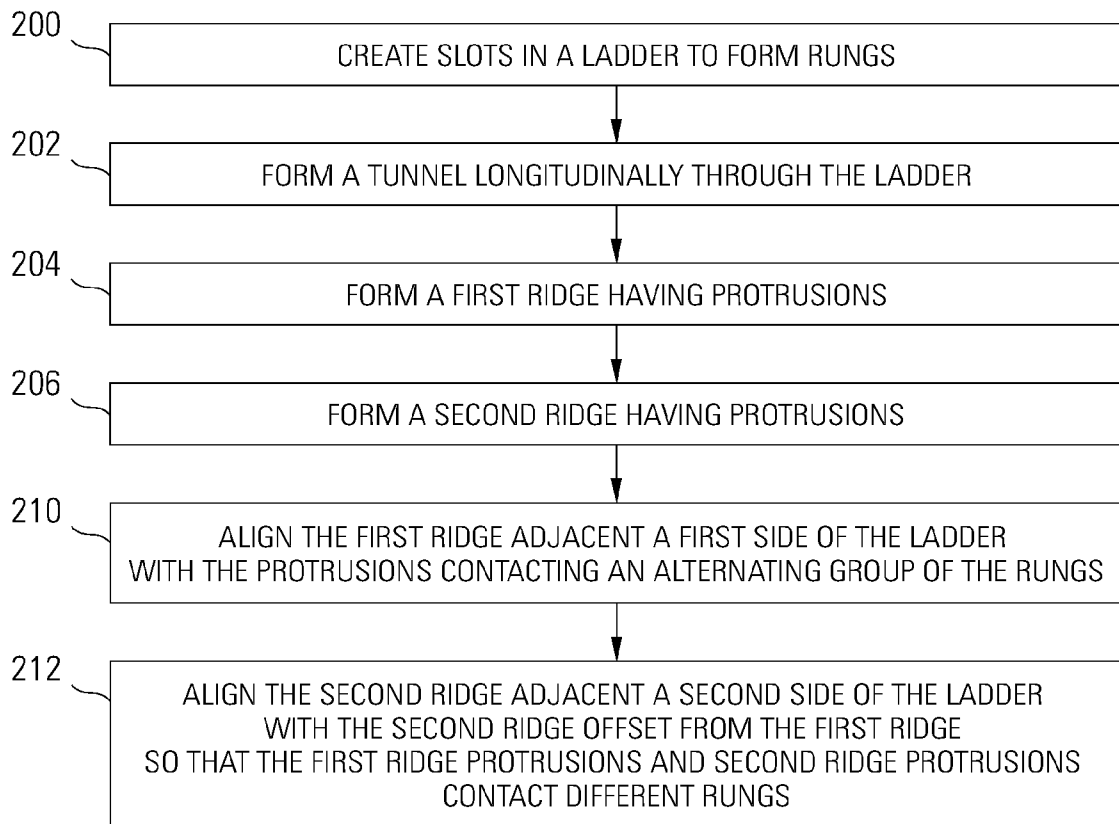 200
CREATE SLOTS IN A LADDER TO FORM RUNGS
202
FORM A TUNNEL LONGITUDINALLY THROUGH THE LADDER
204
FORM A FIRST RIDGE HAVING PROTRUSIONS
206
FORM A SECOND RIDGE HAVING PROTRUSIONS
210
ALIGN THE FIRST RIDGE ADJACENT A FIRST SIDE OF THE LADDER
WITH THE PROTRUSIONS CONTACTING AN ALTERNATING GROUP OF THE RUNGS
212
ALIGN THE SECOND RIDGE ADJACENT A SECOND SIDE OF THE LADDER
WITH THE SECOND RIDGE OFFSET FROM THE FIRST RIDGE
SO THAT THE FIRST RIDGE PROTRUSIONS AND SECOND RIDGE PROTRUSIONS
CONTACT DIFFERENT RUNGS